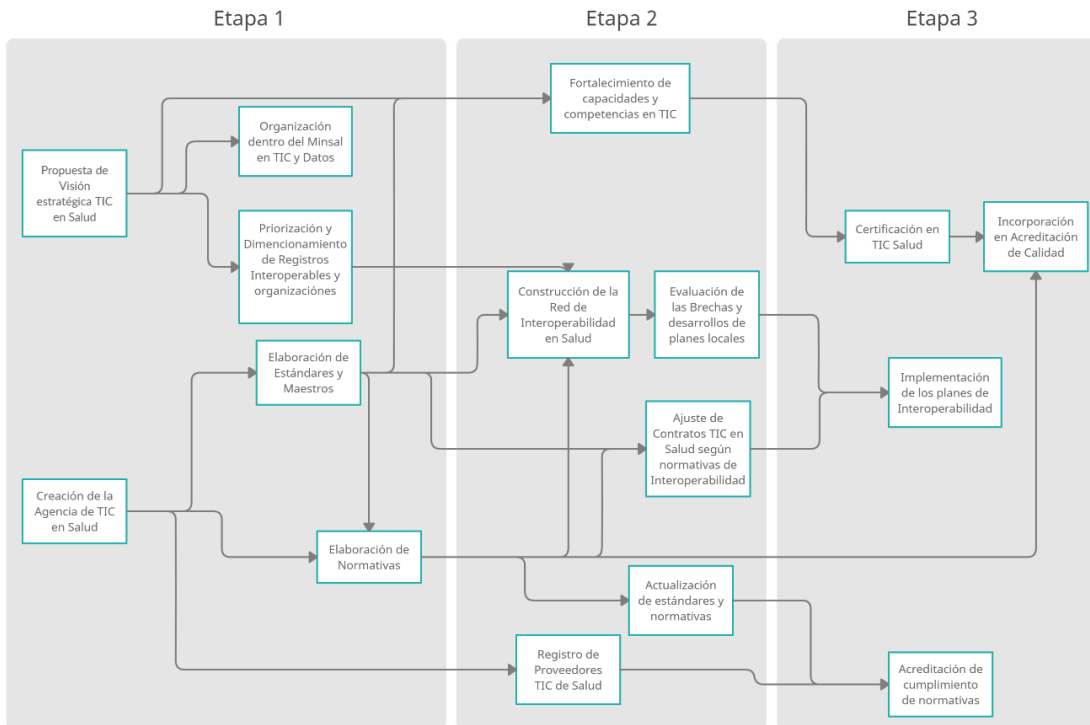 Etapa 1
Etapa 2
Etapa 3
Propuesta de
Visión
estratégica TIC
en Salud
Organización
dentro del Minsal
en TIC y Datos
Priorización y
Dimencionamiento
de Registros
Interoperables y
organizaciónes
Elaboración de
Estándares y
Maestros
Creación de la
Agencia de TIC
en Salud
Elaboración de
Normativas
Fortalecimiento de
capacidades y
competencias en TIC
Construcción de la
Red de
Interoperabilidad
en Salud
Evaluación de
las Brechas y
desarrollos de
planes locales
Ajuste de
Contratos TIC en
Salud según
normativas de
Interoperabilidad
Actualización
de estándares y
normativas
Registro de
Proveedores
TIC de Salud
Certificación en
TIC Salud
Incorporación
en Acreditación
de Calidad
Implementación
de los planes de
Interoperabilidad
Acreditación de
cumplimiento
de normativas